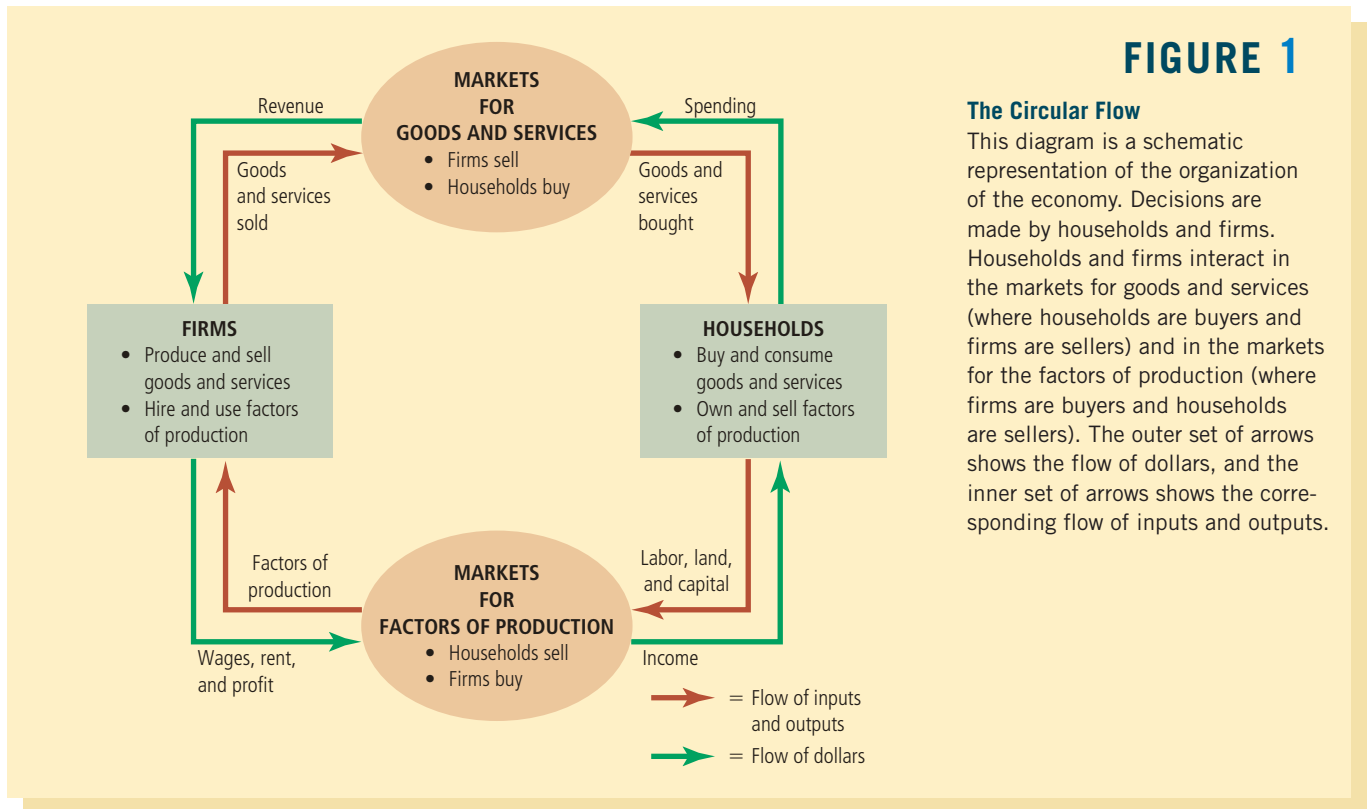 FIGURE 1
The Circular Flow
This diagram is a schematic
representation of the organization
of the economy. Decisions are
made by households and firms.
Households and firms interact in
the markets for goods and services
(where households are buyers and
firms are sellers) and in the markets
for the factors of production (where
firms are buyers and households
are sellers). The outer set of arrows
shows the flow of dollars, and the
inner set of arrows shows the corre-
sponding flow of inputs and outputs.
MARKETS
FOR
GOODS AND SERVICES
• Firms sell
• Households buy
Revenue
Spending
Goods
and services
sold
Goods and
services
bought
FIRMS
• Produce and sell
goods and services
• Hire and use factors
of production
HOUSEHOLDS
• Buy and consume
goods and services
• Own and sell factors
of production
Factors of
production
Labor, land,
and capital
MARKETS
FOR
FACTORS OF PRODUCTION
• Households sell
• Firms buy
Wages, rent,
and profit
Income
= Flow of inputs
and outputs
= Flow of dollars